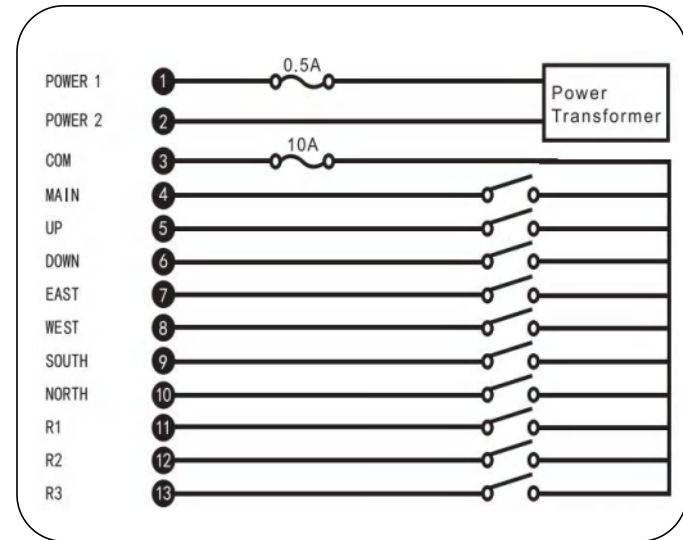 0.5A
POWER 1 1
Power
Transformer
POWER 2 2
10A
COM 3
MAIN 4
UP 5
DOWN 6
EAST 7
WEST 8
SOUTH 9
NORTH 10
R1 11
R2 12
R3 13